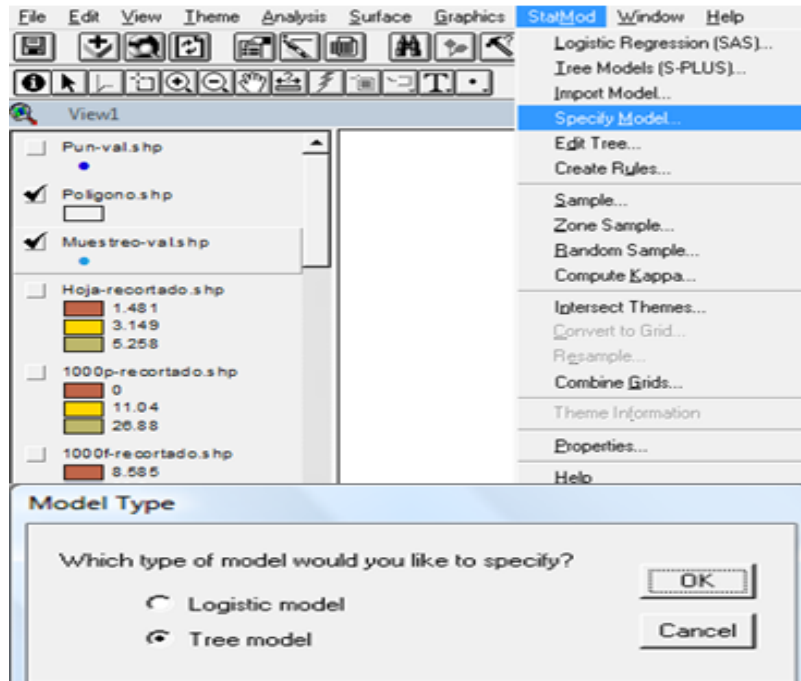 File Edit View Theme Analysis Surface Graphics StatMod Window Help
Logistic Regression (SAS)...
Tree Models (S-PLUS)...
Import Model...
Specify Model...
Edit Tree...
Create Rules...
Sample...
Zone Sample...
Random Sample...
Compute Kappa...
Intersect Themes...
Convert to Grid...
Resample...
Combine Grids...
Theme Information
Properties...
Help
T
View1
Pun-val.shp
Poligono.shp
Muestreo-val.shp
Hoja-recortado.shp
1.481
3.149
5.258
1000p-recortado.shp
0
11.04
26.88
1000f-recortado.shp
8.585
Model Type
Which type of model would you like to specify?
Logistic model
Tree model
OK
Cancel